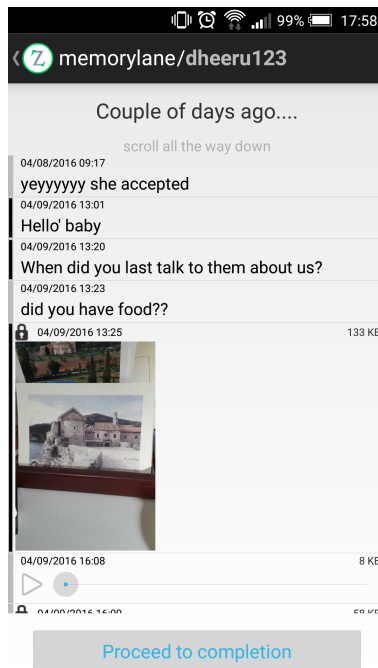 99% 17:58
Z memorylane/dheeru123
Couple of days ago....
scroll all the way down
04/08/2016 09:17
yeyyyyyy she accepted
04/09/2016 13:01
Hello' baby
04/09/2016 13:20
When did you last talk to them about us?
04/09/2016 13:23
did you have food??
04/09/2016 13:25 133 KB
04/09/2016 16:08 8 KB
Proceed to completion